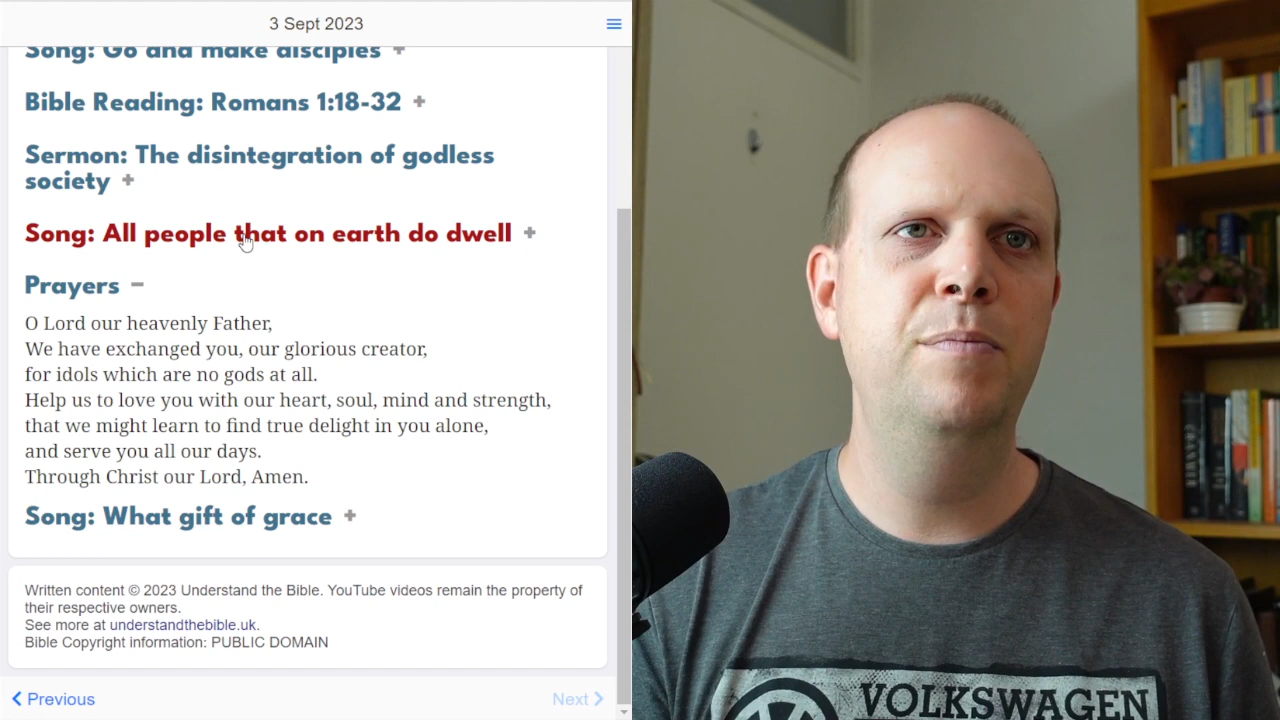 3 Sept 2023
Song: Go and make disciples +
Bible Reading: Romans 1:18-32 +
Sermon: The disintegration of godless
society +
Song: All people that on earth do dwell +
Prayers −
O Lord our heavenly Father,
We have exchanged you, our glorious creator,
for idols which are no gods at all.
Help us to love you with our heart, soul, mind and strength,
that we might learn to find true delight in you alone,
and serve you all our days.
Through Christ our Lord, Amen.
Song: What gift of grace +
Written content © 2023 Understand the Bible. YouTube videos remain the property of
their respective owners.
See more at understandthebible.uk.
Bible Copyright information: PUBLIC DOMAIN
Previous
Next
VOLKSWAGEN
CRANMER